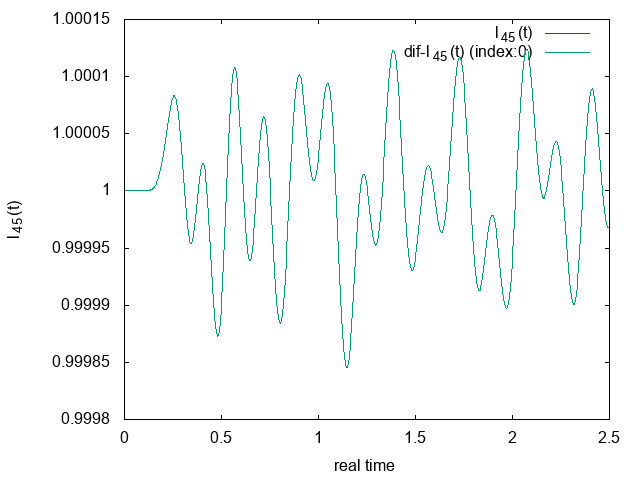 1.00015
1.0001
1.00005
1
0.99995
0.9999
0.99985
0.9998
0 0.5 1 1.5 2 2.5
real time
I45(t)
I45(t)
dif-I45(t) (index:0)